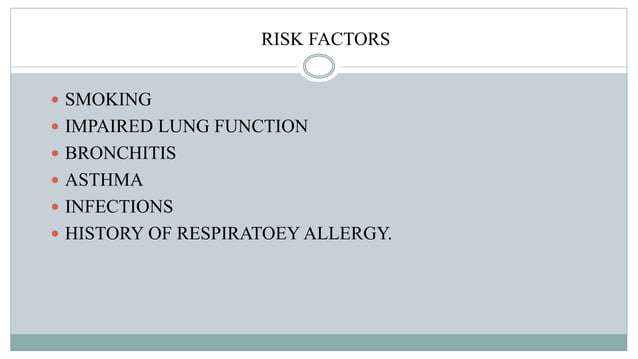 RISK FACTORS
SMOKING
IMPAIRED LUNG FUNCTION
BRONCHITIS
ASTHMA
INFECTIONS
HISTORY OF RESPIRATOEY ALLERGY.